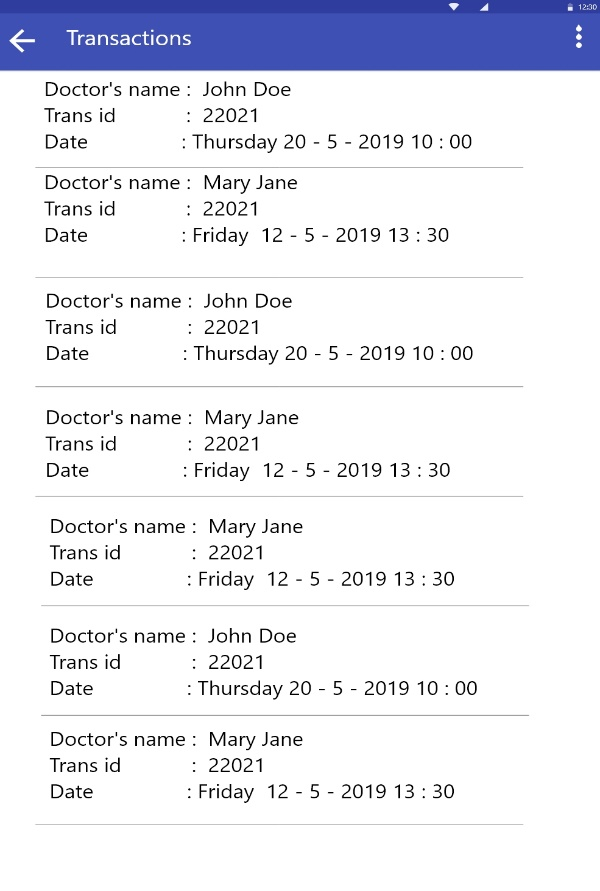 12:30
Transactions
Doctor's name : John Doe
Trans id : 22021
Date : Thursday 20 - 5 - 2019 10 : 00
Doctor's name : Mary Jane
Trans id : 22021
Date : Friday 12 - 5 - 2019 13 : 30
Doctor's name : John Doe
Trans id : 22021
Date : Thursday 20 - 5 - 2019 10 : 00
Doctor's name : Mary Jane
Trans id : 22021
Date : Friday 12 - 5 - 2019 13 : 30
Doctor's name : Mary Jane
Trans id : 22021
Date : Friday 12 - 5 - 2019 13 : 30
Doctor's name : John Doe
Trans id : 22021
Date : Thursday 20 - 5 - 2019 10 : 00
Doctor's name : Mary Jane
Trans id : 22021
Date : Friday 12 - 5 - 2019 13 : 30